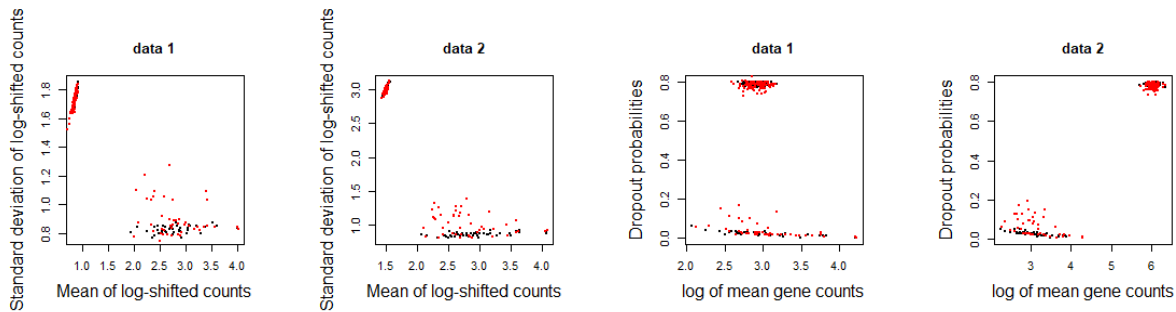 data 1
Standard deviation of log-shifted counts
0.8 1.0 1.2 1.4 1.6 1.8
1.0 1.5 2.0 2.5 3.0 3.5 4.0
Mean of log-shifted counts
data 2
Standard deviation of log-shifted counts
1.0 1.5 2.0 2.5 3.0
1.5 2.0 2.5 3.0 3.5 4.0
Mean of log-shifted counts
data 1
Dropout probabilities
0.0 0.2 0.4 0.6 0.8
2.0 2.5 3.0 3.5 4.0
log of mean gene counts
data 2
Dropout probabilities
0.0 0.2 0.4 0.6 0.8
3 4 5 6
log of mean gene counts